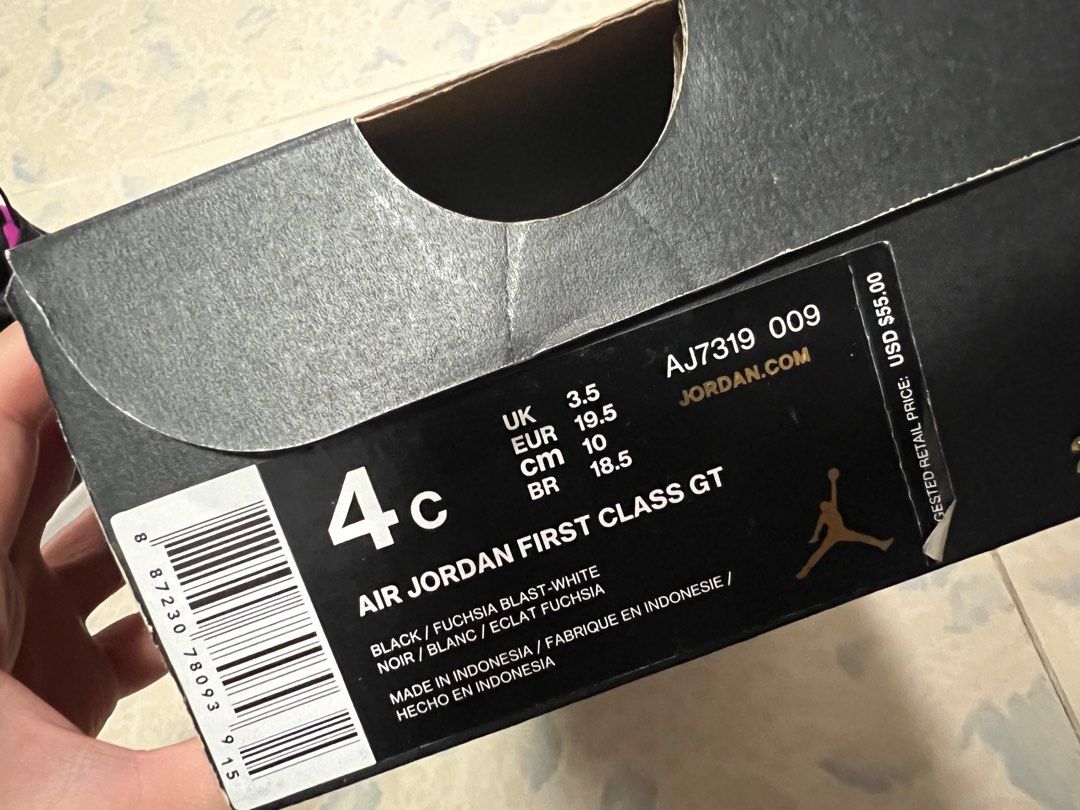 UK 3.5
EUR 19.5
cm 10
BR 18.5
AJ7319 009
JORDAN.COM
4 C
AIR JORDAN FIRST CLASS GT
BLACK / FUCHSIA BLAST-WHITE
NOIR / BLANC / ECLAT FUCHSIA
MADE IN INDONESIA / FABRIQUE EN INDONESIE /
HECHO EN INDONESIA
8 87230 78093 9 15
GESTED RETAIL PRICE: USD $55.00